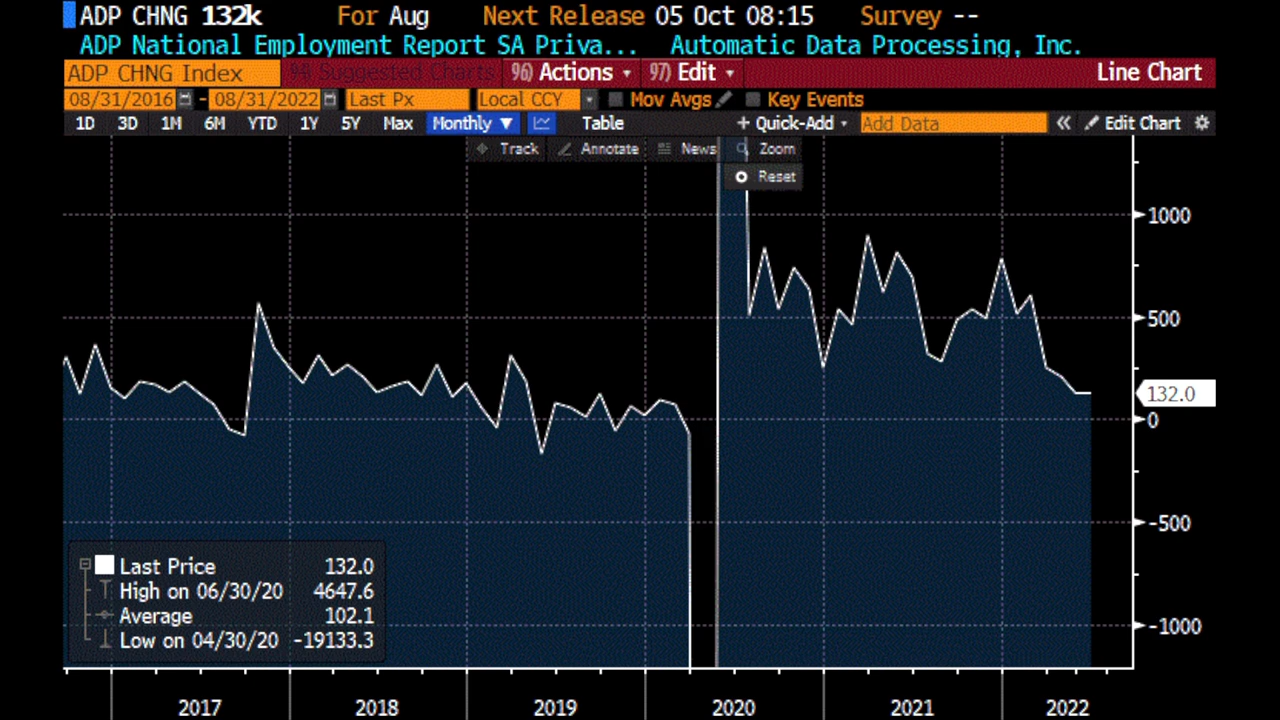 ADP CHNG 132k For Aug Next Release 05 Oct 08:15 Survey --
ADP National Employment Report SA Priva... Automatic Data Processing, Inc.
ADP CHNG Index 94) Suggested Charts 96) Actions 97) Edit Line Chart
08/31/2016 - 08/31/2022 Last Px Local CCY Mov Avgs Key Events
1D 3D 1M 6M YTD 1Y 5Y Max Monthly ▼ Table + Quick-Add Add Data « Edit Chart
Track Annotate News Zoom
Reset
1000
500
132.0
0
-500
-1000
Last Price 132.0
High on 06/30/20 4647.6
Average 102.1
Low on 04/30/20 -19133.3
2017 2018 2019 2020 2021 2022